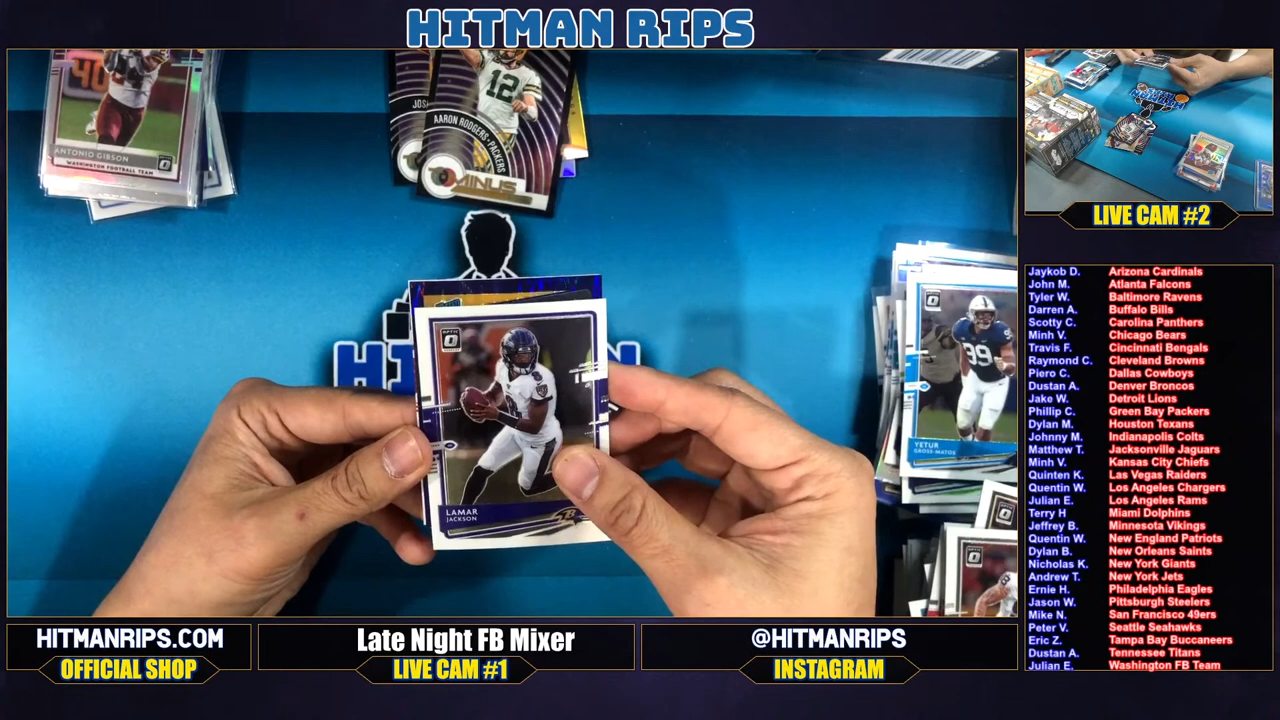 HITMAN RIPS
40
ANTONIO GIBSON
WASHINGTON FOOTBALL TEAM
12
AARON RODGERS • PACKERS
OPTIC
LAMAR
JACKSON
OPTIC
99
YETUR
GROSS-MATOS
LIVE CAM #2
Jaykob D. Arizona Cardinals
John M. Atlanta Falcons
Tyler W. Baltimore Ravens
Darren A. Buffalo Bills
Scotty C. Carolina Panthers
Minh V. Chicago Bears
Travis F. Cincinnati Bengals
Raymond C. Cleveland Browns
Piero C. Dallas Cowboys
Dustan A. Denver Broncos
Jake W. Detroit Lions
Phillip C. Green Bay Packers
Dylan M. Houston Texans
Johnny M. Indianapolis Colts
Matthew T. Jacksonville Jaguars
Minh V. Kansas City Chiefs
Quinten K. Las Vegas Raiders
Quentin W. Los Angeles Chargers
Julian E. Los Angeles Rams
Terry H Miami Dolphins
Jeffrey B. Minnesota Vikings
Quentin W. New England Patriots
Dylan B. New Orleans Saints
Nicholas K. New York Giants
Andrew T. New York Jets
Ernie H. Philadelphia Eagles
Jason W. Pittsburgh Steelers
Mike N. San Francisco 49ers
Peter V. Seattle Seahawks
Eric Z. Tampa Bay Buccaneers
Dustan A. Tennessee Titans
Julian E. Washington FB Team
HITMANRIPS.COM
OFFICIAL SHOP
Late Night FB Mixer
LIVE CAM #1
@HITMANRIPS
INSTAGRAM